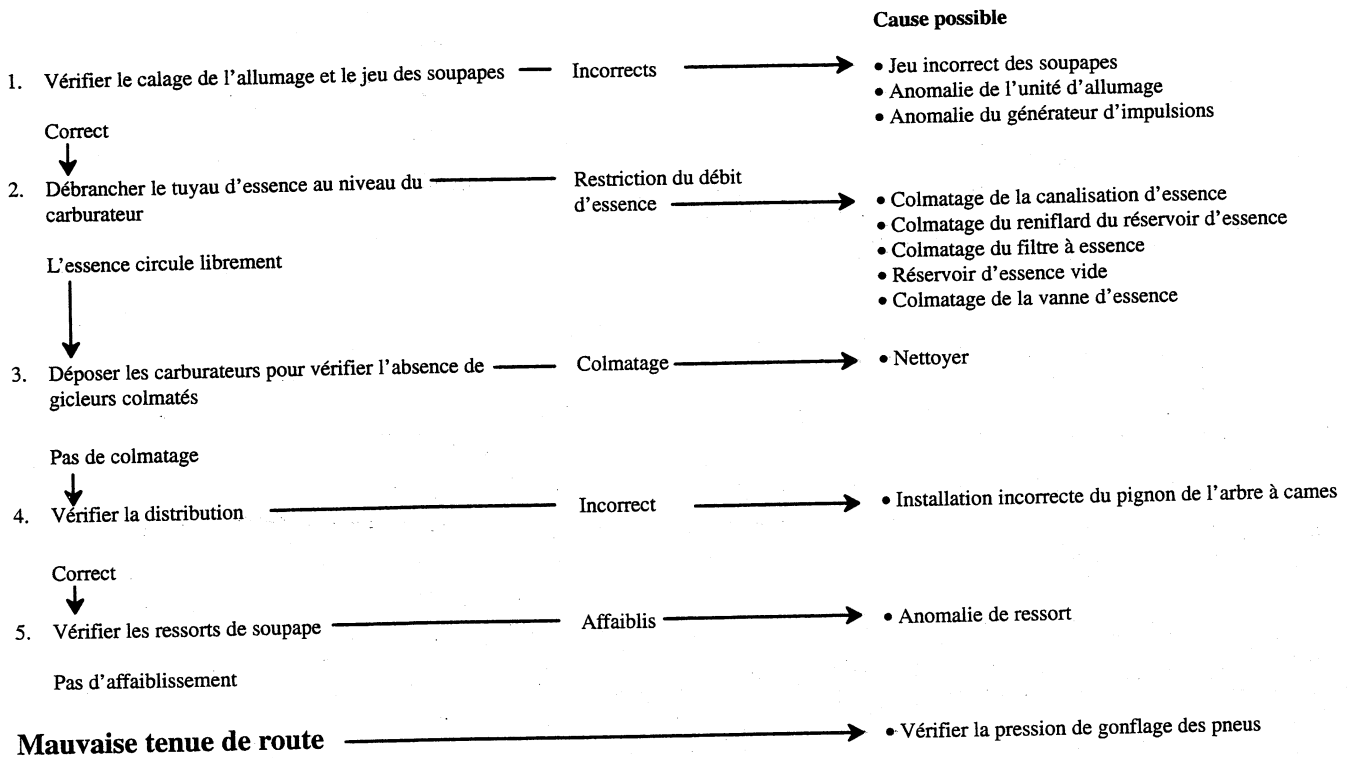 Cause possible
1. Vérifier le calage de l'allumage et le jeu des soupapes Incorrects • Jeu incorrect des soupapes
• Anomalie de l'unité d'allumage
• Anomalie du générateur d'impulsions
Correct
2. Débrancher le tuyau d'essence au niveau du Restriction du débit
carburateur d'essence • Colmatage de la canalisation d'essence
• Colmatage du reniflard du réservoir d'essence
L'essence circule librement • Colmatage du filtre à essence
• Réservoir d'essence vide
• Colmatage de la vanne d'essence
3. Déposer les carburateurs pour vérifier l'absence de Colmatage • Nettoyer
gicleurs colmatés
Pas de colmatage
4. Vérifier la distribution Incorrect • Installation incorrecte du pignon de l'arbre à cames
Correct
5. Vérifier les ressorts de soupape Affaiblis • Anomalie de ressort
Pas d'affaiblissement
Mauvaise tenue de route • Vérifier la pression de gonflage des pneus